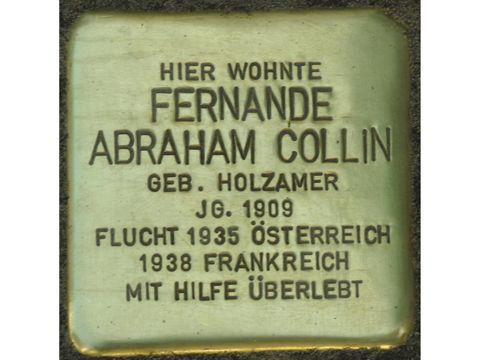 HIER WOHNTE
FERNANDE
ABRAHAM COLLIN
GEB. HOLZAMER
JG. 1909
FLUCHT 1935 ÖSTERREICH
1938 FRANKREICH
MIT HILFE ÜBERLEBT